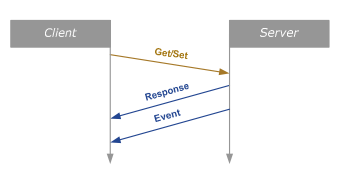 Client
Server
Get/Set
Response
Event